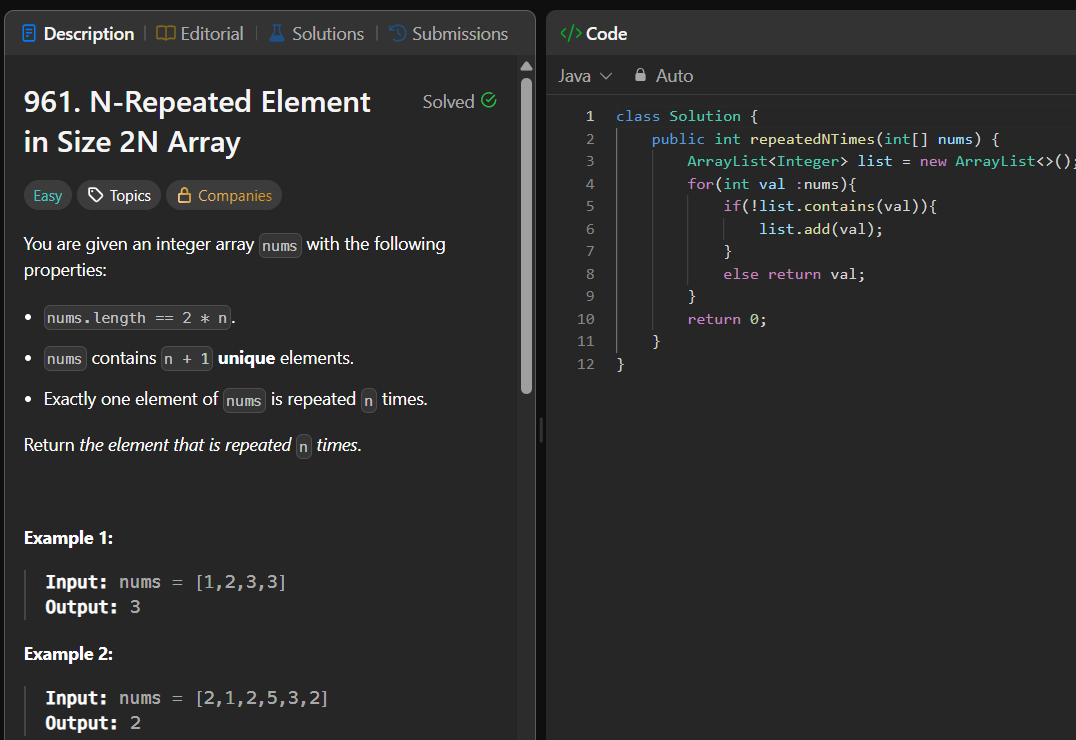 Description | Editorial | Solutions | Submissions
961. N-Repeated Element
in Size 2N Array
Solved
Easy Topics Companies
You are given an integer array nums with the following
properties:
• nums.length == 2 * n.
• nums contains n + 1 unique elements.
• Exactly one element of nums is repeated n times.
Return the element that is repeated n times.
Example 1:
Input: nums = [1,2,3,3]
Output: 3
Example 2:
Input: nums = [2,1,2,5,3,2]
Output: 2
</> Code
Java Auto
1 class Solution {
2 public int repeatedNTimes(int[] nums) {
3 ArrayList<Integer> list = new ArrayList<>();
4 for(int val :nums){
5 if(!list.contains(val)){
6 list.add(val);
7 }
8 else return val;
9 }
10 return 0;
11 }
12 }